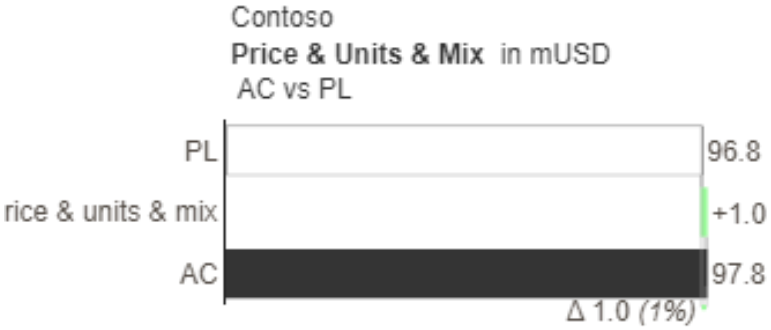 Contoso
Price & Units & Mix in mUSD
AC vs PL
PL 96.8
rice & units & mix +1.0
AC 97.8
Δ 1.0 (1%)